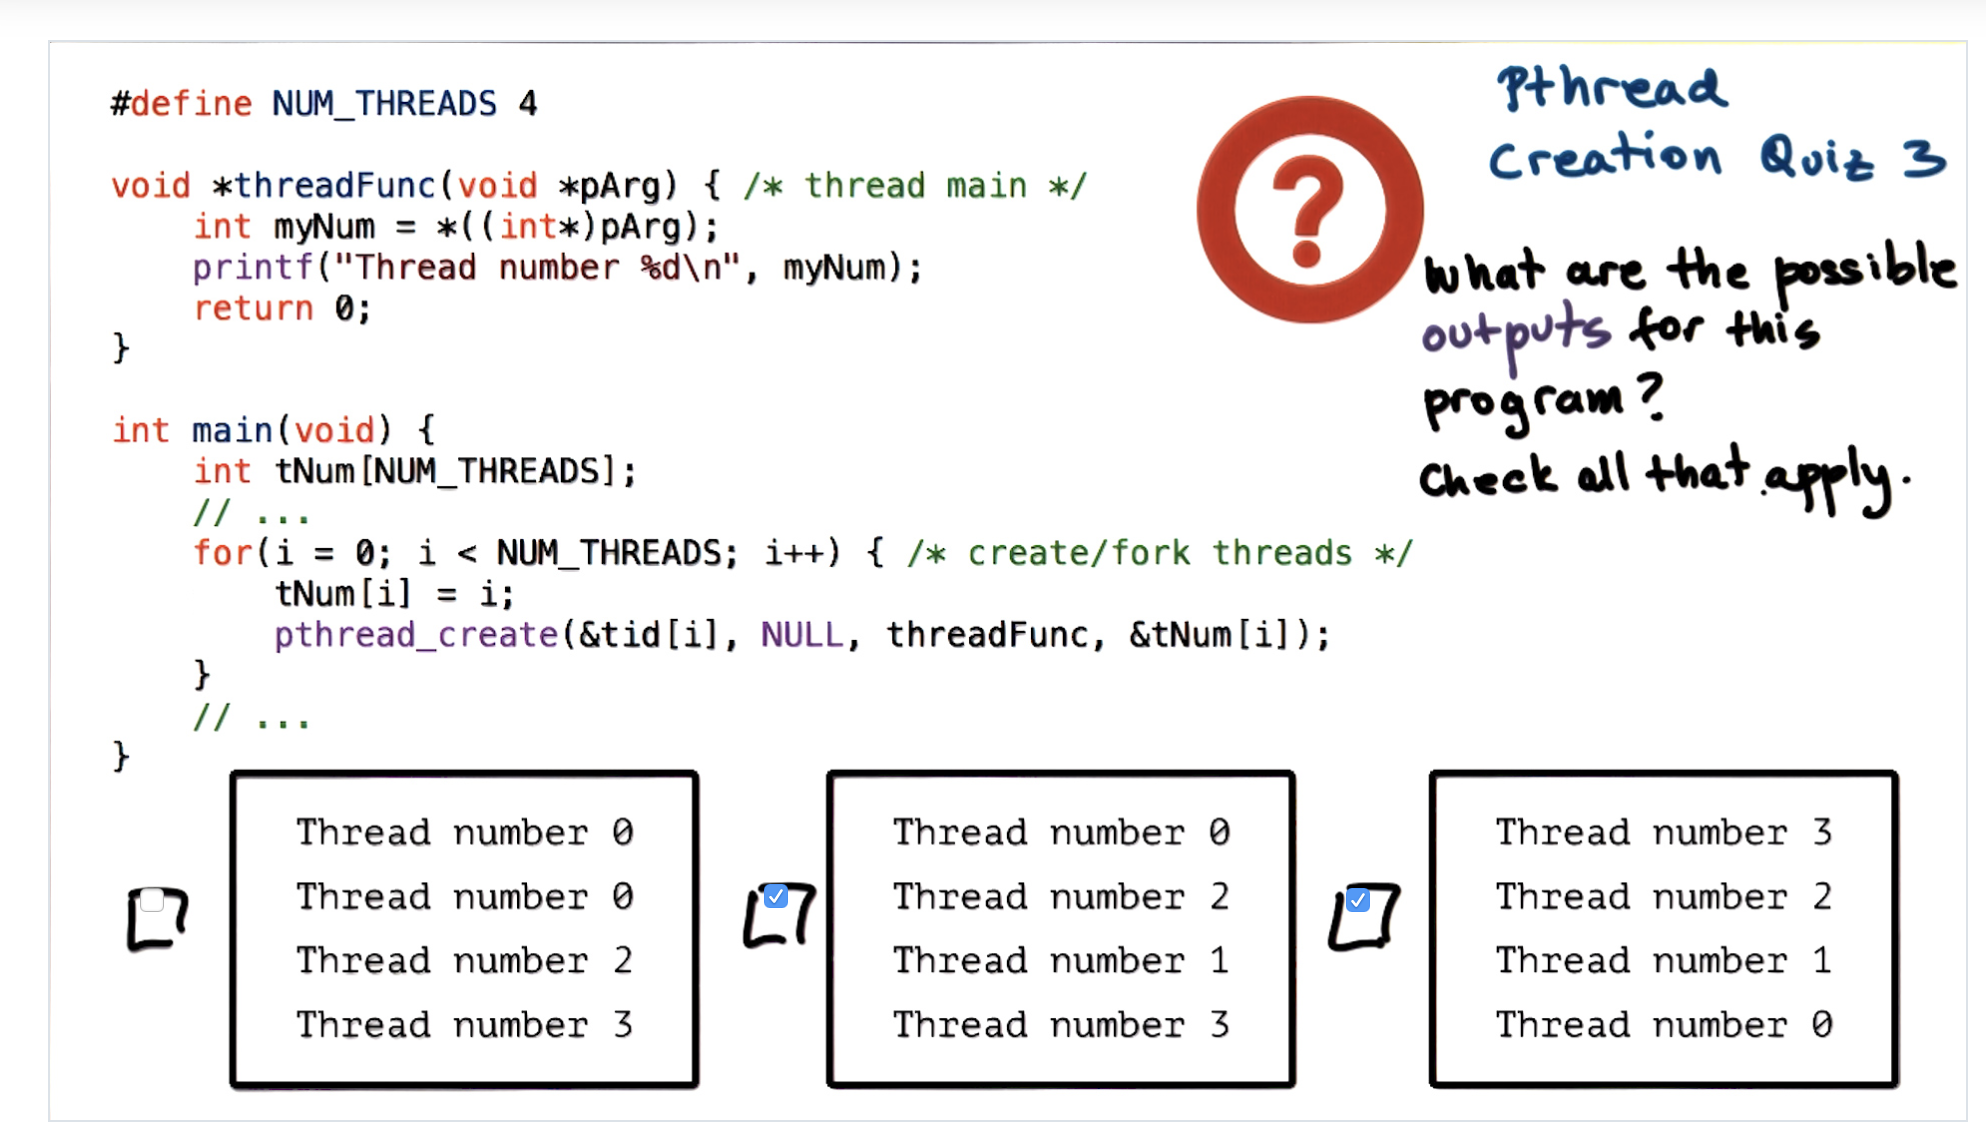 #define NUM_THREADS 4
void *threadFunc(void *pArg) { /* thread main */
    int myNum = *((int*)pArg);
    printf("Thread number %d\n", myNum);
    return 0;
}
int main(void) {
    int tNum[NUM_THREADS];
    // ...
    for(i = 0; i < NUM_THREADS; i++) { /* create/fork threads */
        tNum[i] = i;
        pthread_create(&tid[i], NULL, threadFunc, &tNum[i]);
    }
    // ...
}
?
Pthread
Creation Quiz 3
What are the possible
outputs for this
program?
Check all that apply.
Thread number 0
Thread number 0
Thread number 2
Thread number 3
Thread number 0
Thread number 2
Thread number 1
Thread number 3
Thread number 3
Thread number 2
Thread number 1
Thread number 0